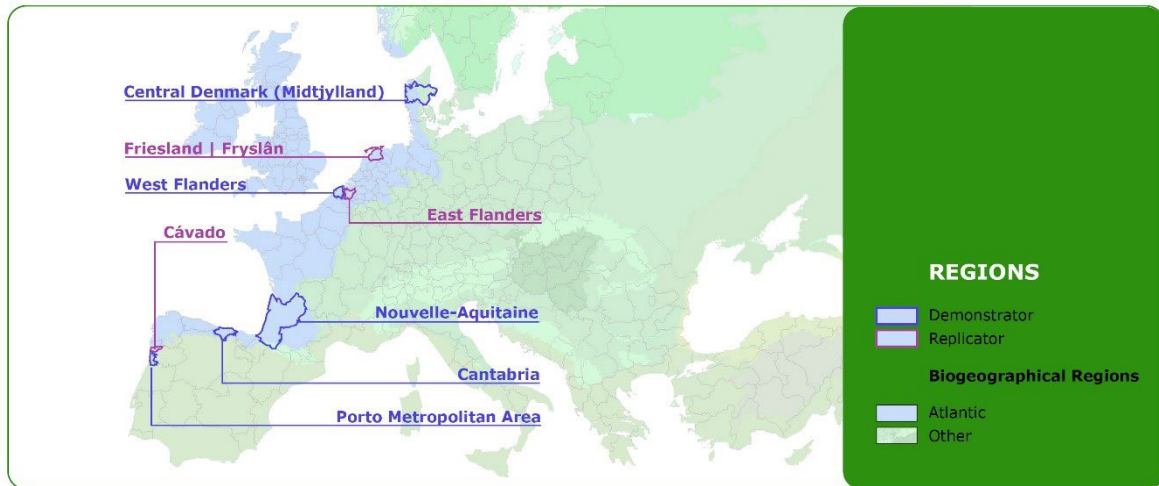 Central Denmark (Midtjylland)
Friesland | Fryslân
West Flanders
East Flanders
Cávado
Nouvelle-Aquitaine
Cantabria
Porto Metropolitan Area
REGIONS
Demonstrator
Replicator
Biogeographical Regions
Atlantic
Other